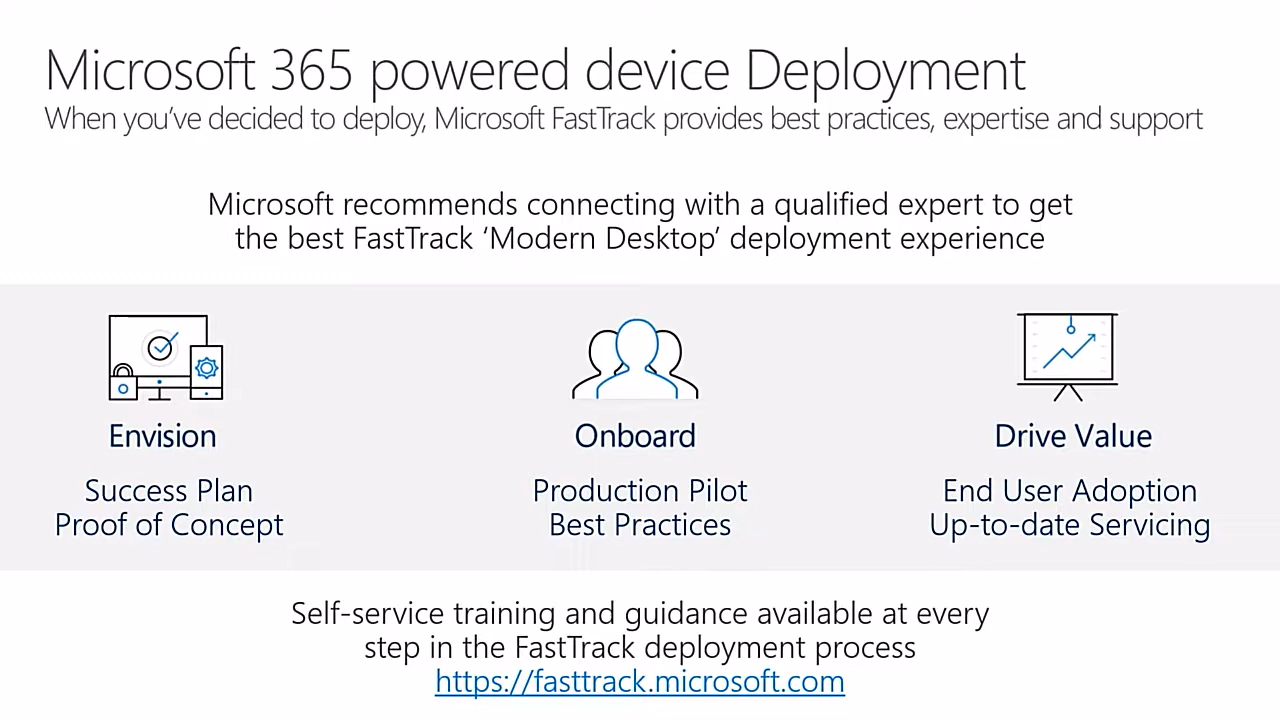 Microsoft 365 powered device Deployment
When you’ve decided to deploy, Microsoft FastTrack provides best practices, expertise and support
Microsoft recommends connecting with a qualified expert to get
the best FastTrack ‘Modern Desktop’ deployment experience
Envision
Success Plan
Proof of Concept
Onboard
Production Pilot
Best Practices
Drive Value
End User Adoption
Up-to-date Servicing
Self-service training and guidance available at every
step in the FastTrack deployment process
https://fasttrack.microsoft.com